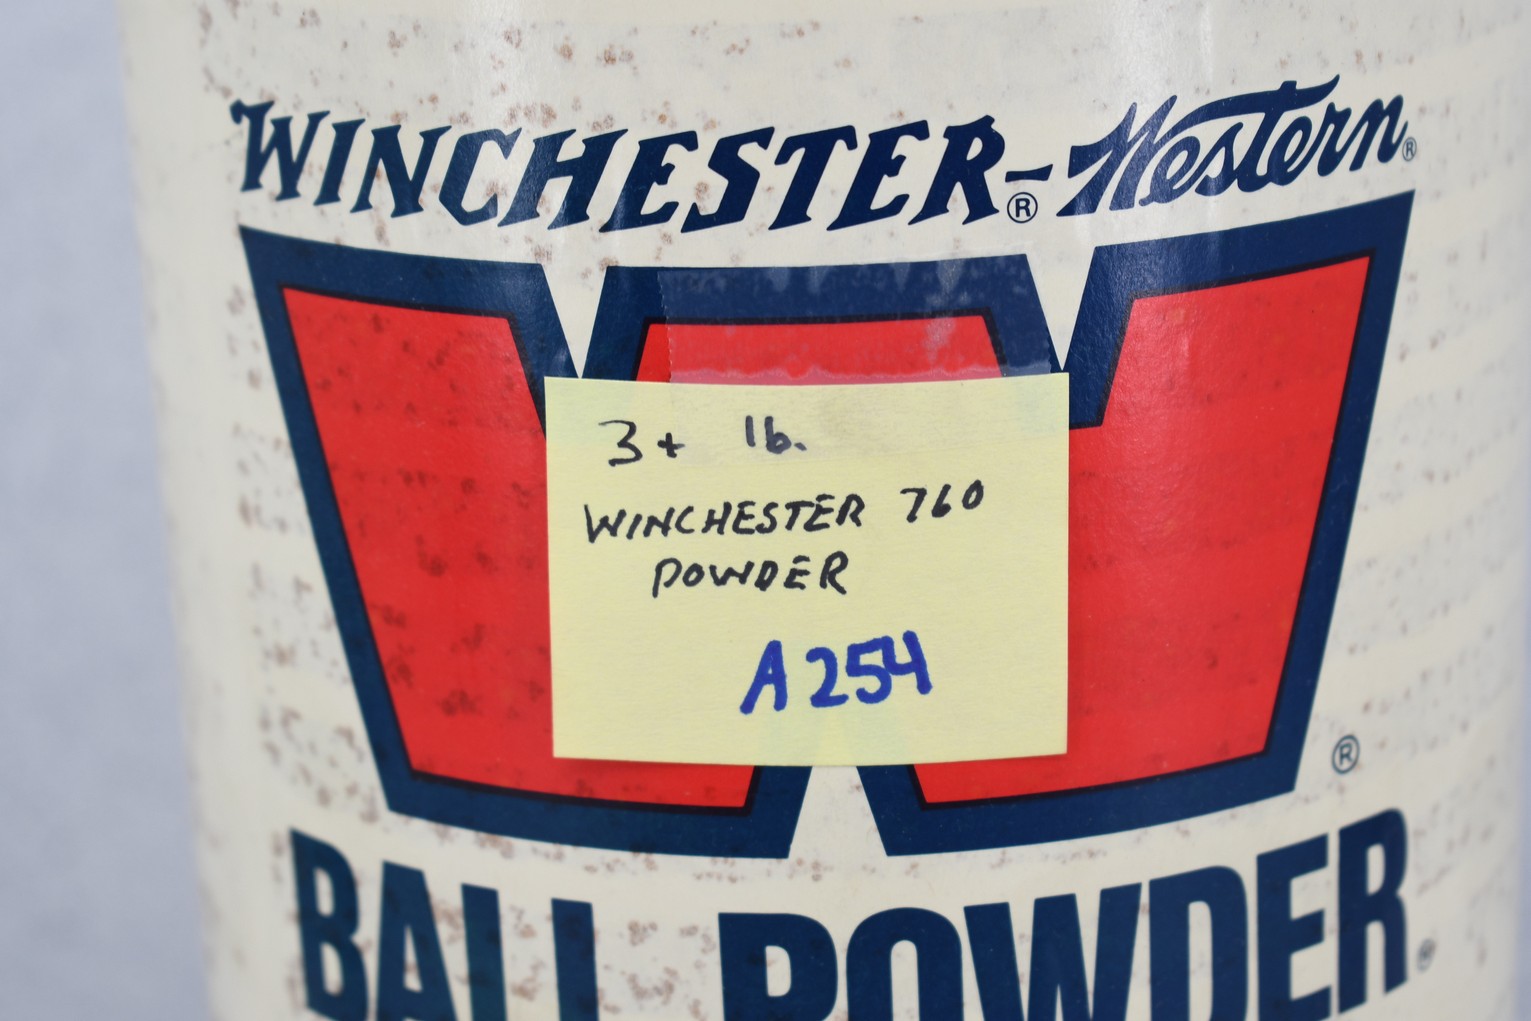 WINCHESTER®-Western®
3+ lb.
WINCHESTER 760
POWDER
A254
®
BALL POWDER®